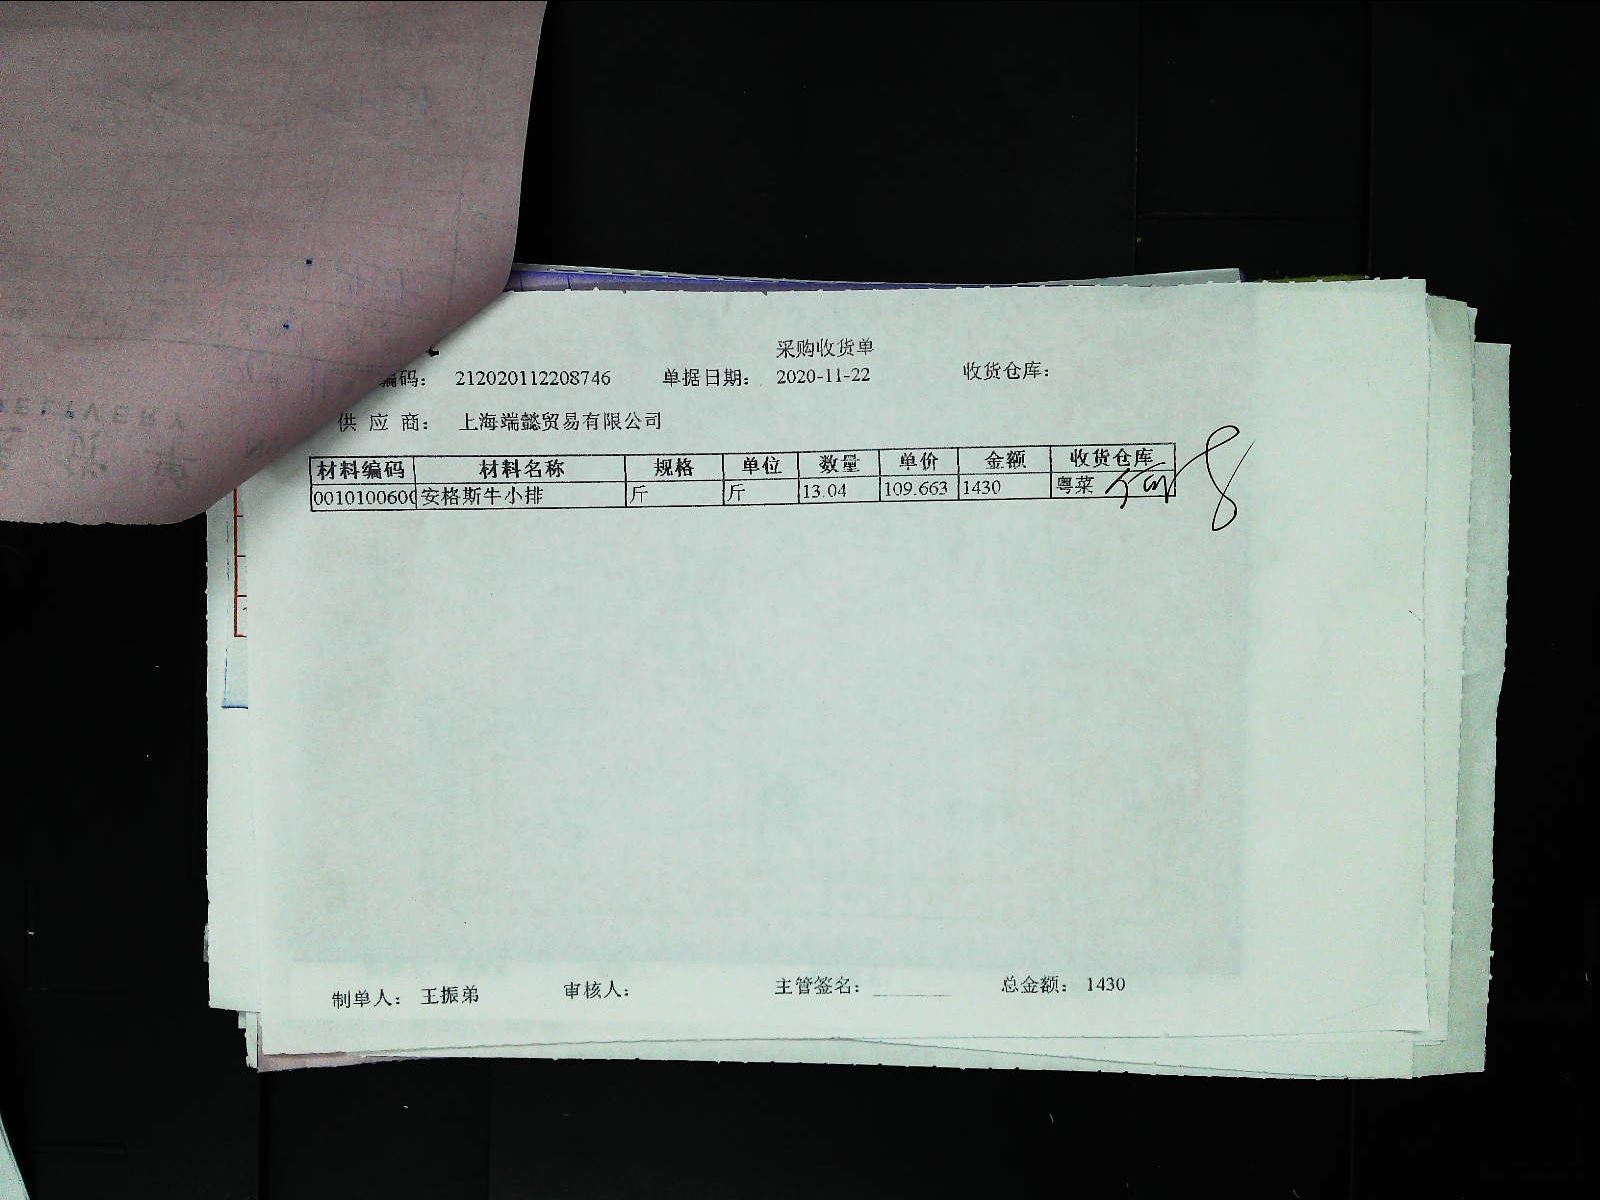 采购收货单
编码： 212020112208746 单据日期： 2020-11-22 收货仓库：
供 应 商： 上海端懿贸易有限公司
材料编码 材料名称 规格 单位 数量 单价 金额 收货仓库
0010100600 安格斯牛小排 斤 斤 13.04 109.663 1430 粤菜
制单人： 王振弟 审核人： 主管签名： 总金额： 1430